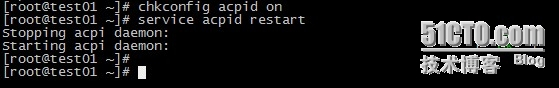 [root@test01 ~]# chkconfig acpid on
[root@test01 ~]# service acpid restart
Stopping acpi daemon:
Starting acpi daemon:
[root@test01 ~]#
[root@test01 ~]#
51CTO.com
技术博客 Blog